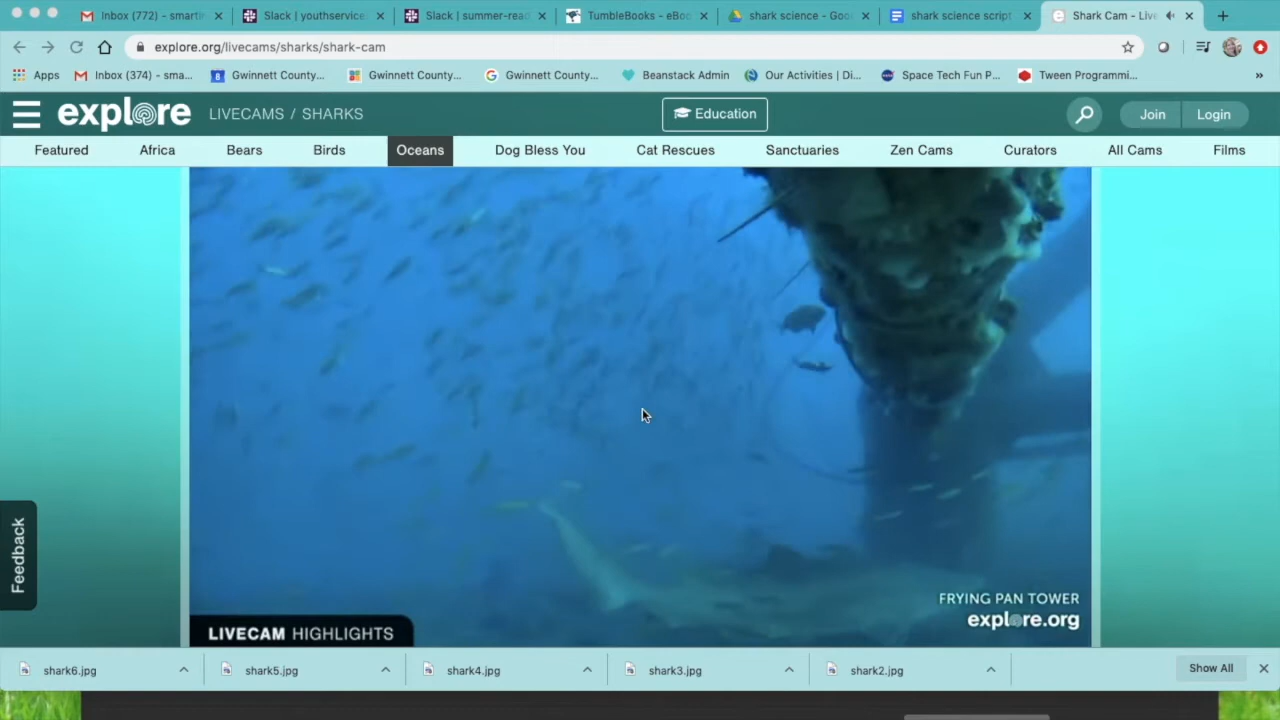 Inbox (772) - smarti
Slack | youthservice
Slack | summer-read
TumbleBooks - eBoo
shark science - Goo
shark science script
Shark Cam - Live
explore.org/livecams/sharks/shark-cam
Apps
Inbox (374) - sma...
Gwinnett County...
Gwinnett County...
Gwinnett County...
Beanstack Admin
Our Activities | Di...
Space Tech Fun P...
Tween Programmi...
»
explore
LIVECAMS / SHARKS
Education
Join
Login
Featured
Africa
Bears
Birds
Oceans
Dog Bless You
Cat Rescues
Sanctuaries
Zen Cams
Curators
All Cams
Films
Feedback
FRYING PAN TOWER
explore.org
LIVECAM HIGHLIGHTS
shark6.jpg
shark5.jpg
shark4.jpg
shark3.jpg
shark2.jpg
Show All